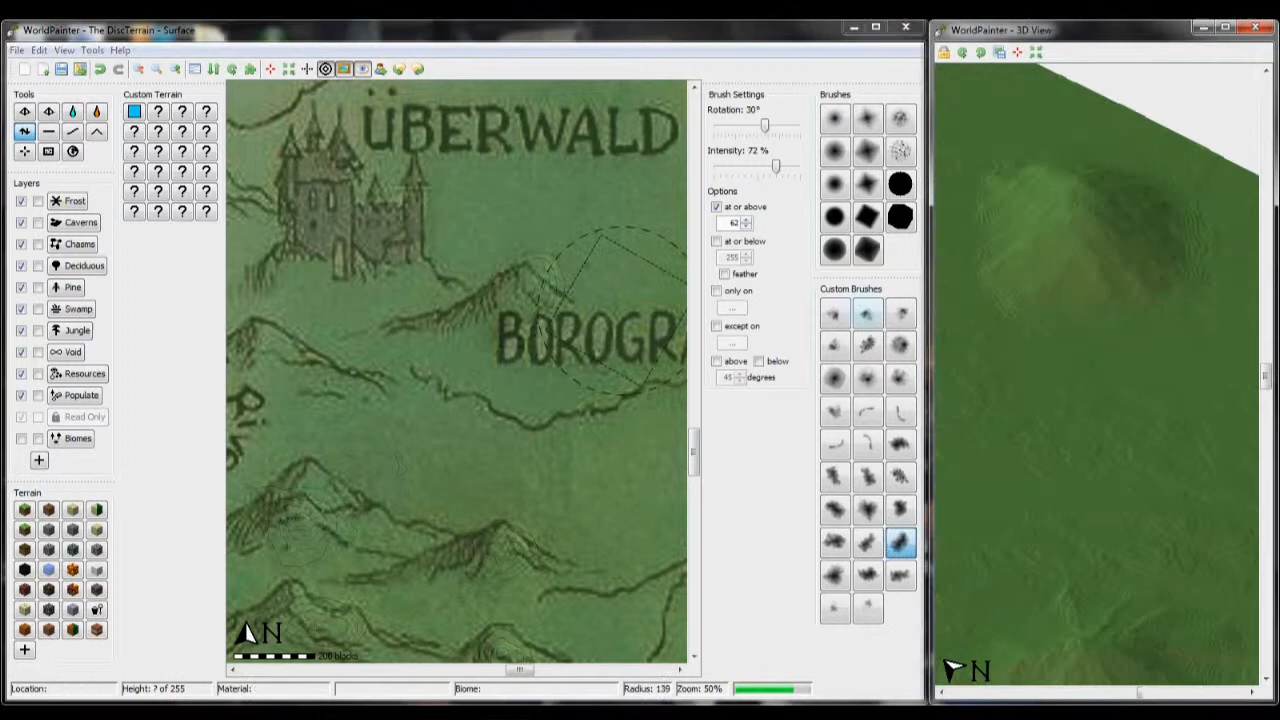 WorldPainter - The DiscTerrain - Surface
File Edit View Tools Help
Tools
Layers
Frost
Caverns
Chasms
Deciduous
Pine
Swamp
Jungle
Void
Resources
Populate
Read Only
Biomes
+
Terrain
+
Custom Terrain
? ? ?
? ? ? ?
? ? ? ?
? ? ? ?
? ? ? ?
? ? ? ?
ÜBERWALD
BOROGR
N
200 blocks
Brush Settings
Rotation: 30°
Intensity: 72 %
Options
at or above
62
at or below
255
feather
only on
...
except on
...
above below
45 degrees
Brushes
Custom Brushes
Location:
Height: ? of 255
Material:
Biome:
Radius: 139
Zoom: 50%
WorldPainter - 3D View
N